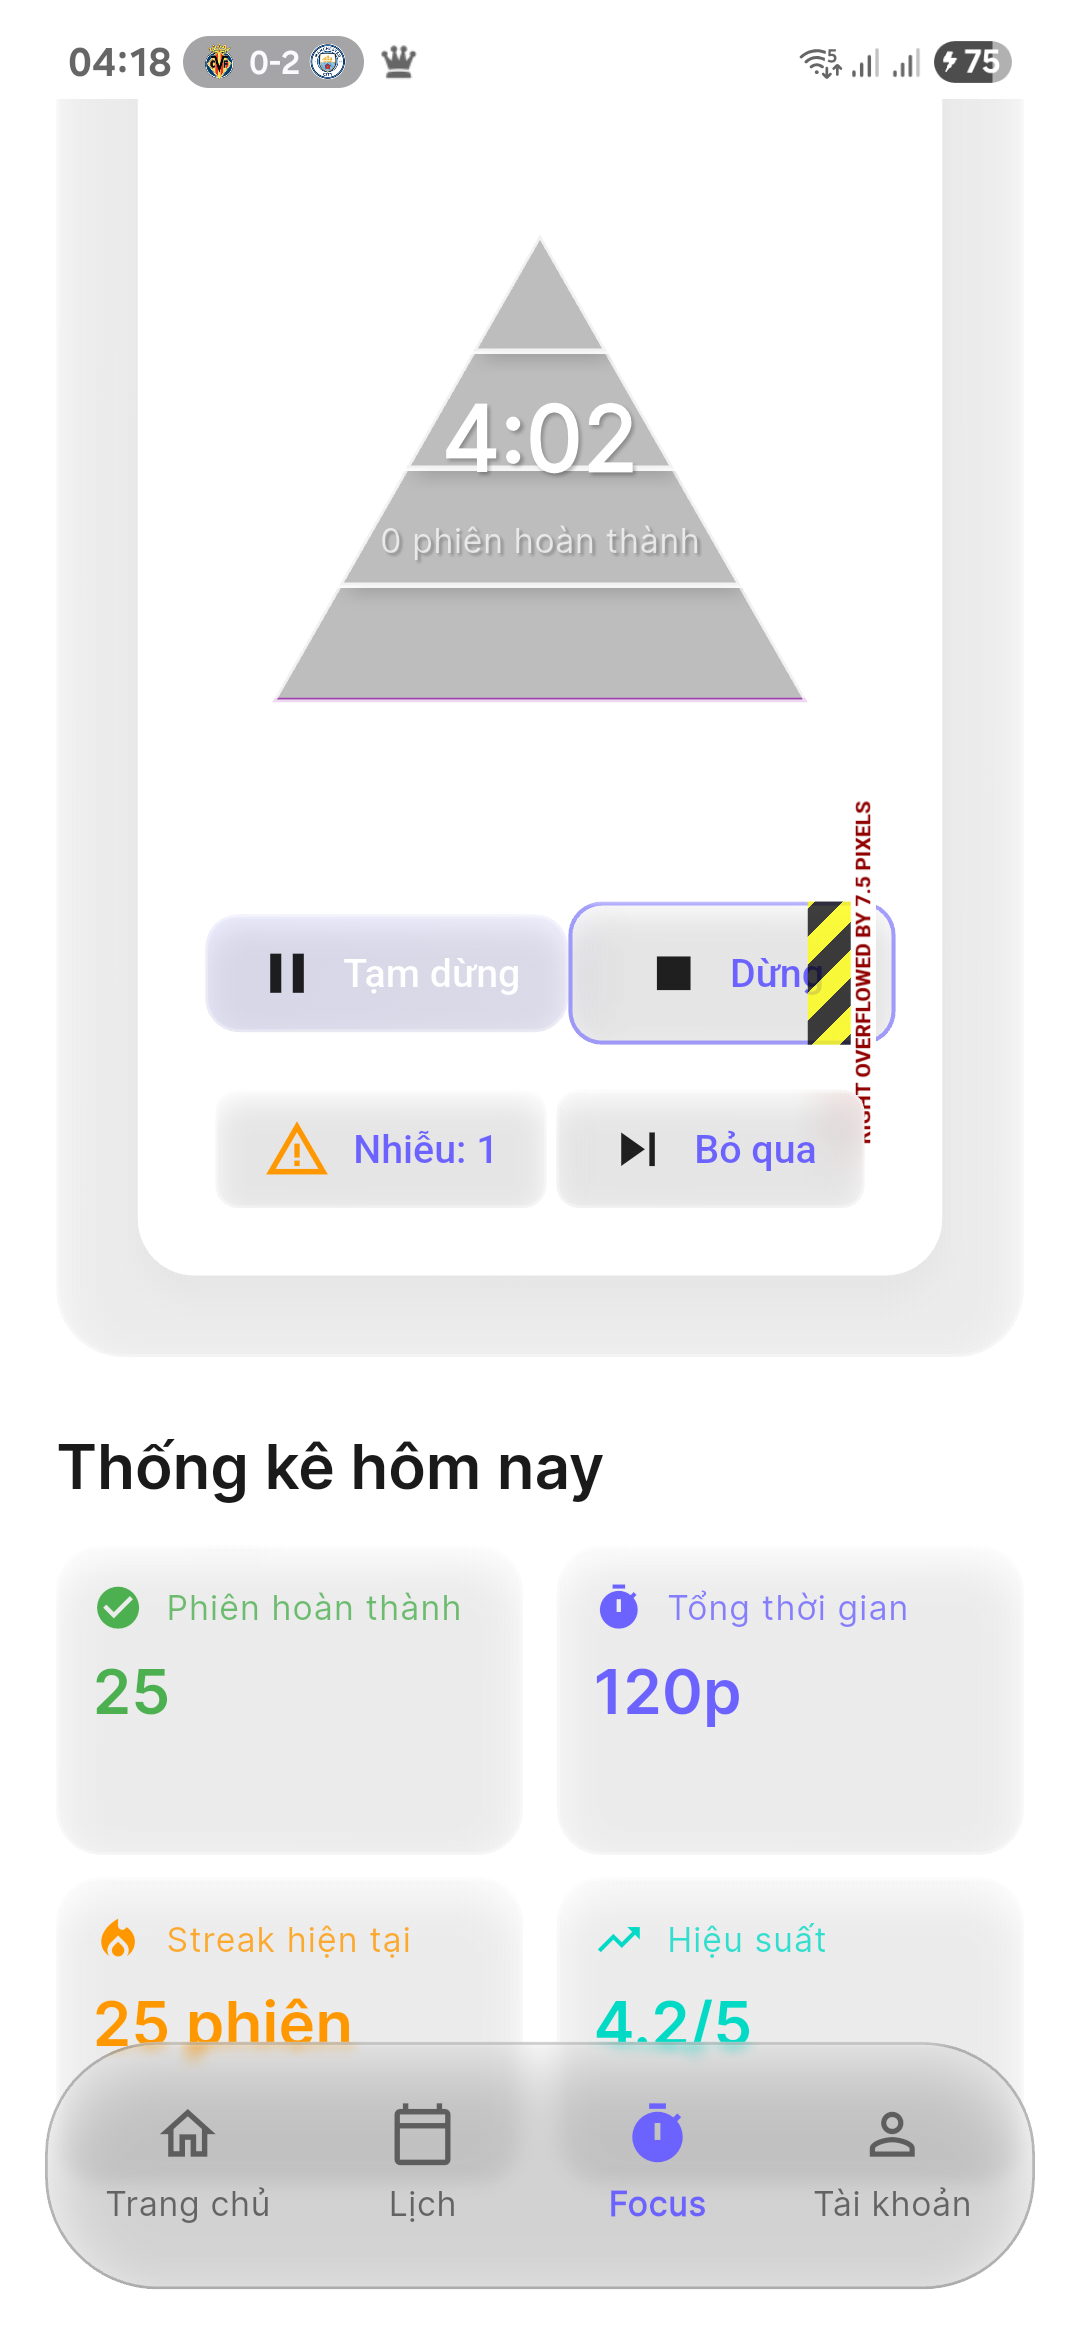 04:18 0-2 5 75
4:02
0 phiên hoàn thành
RIGHT OVERFLOWED BY 7.5 PIXELS
Tạm dừng Dừng
Nhiễu: 1 Bỏ qua
Thống kê hôm nay
Phiên hoàn thành Tổng thời gian
25 120p
Streak hiện tại Hiệu suất
25 phiên 4.2/5
Trang chủ Lịch Focus Tài khoản